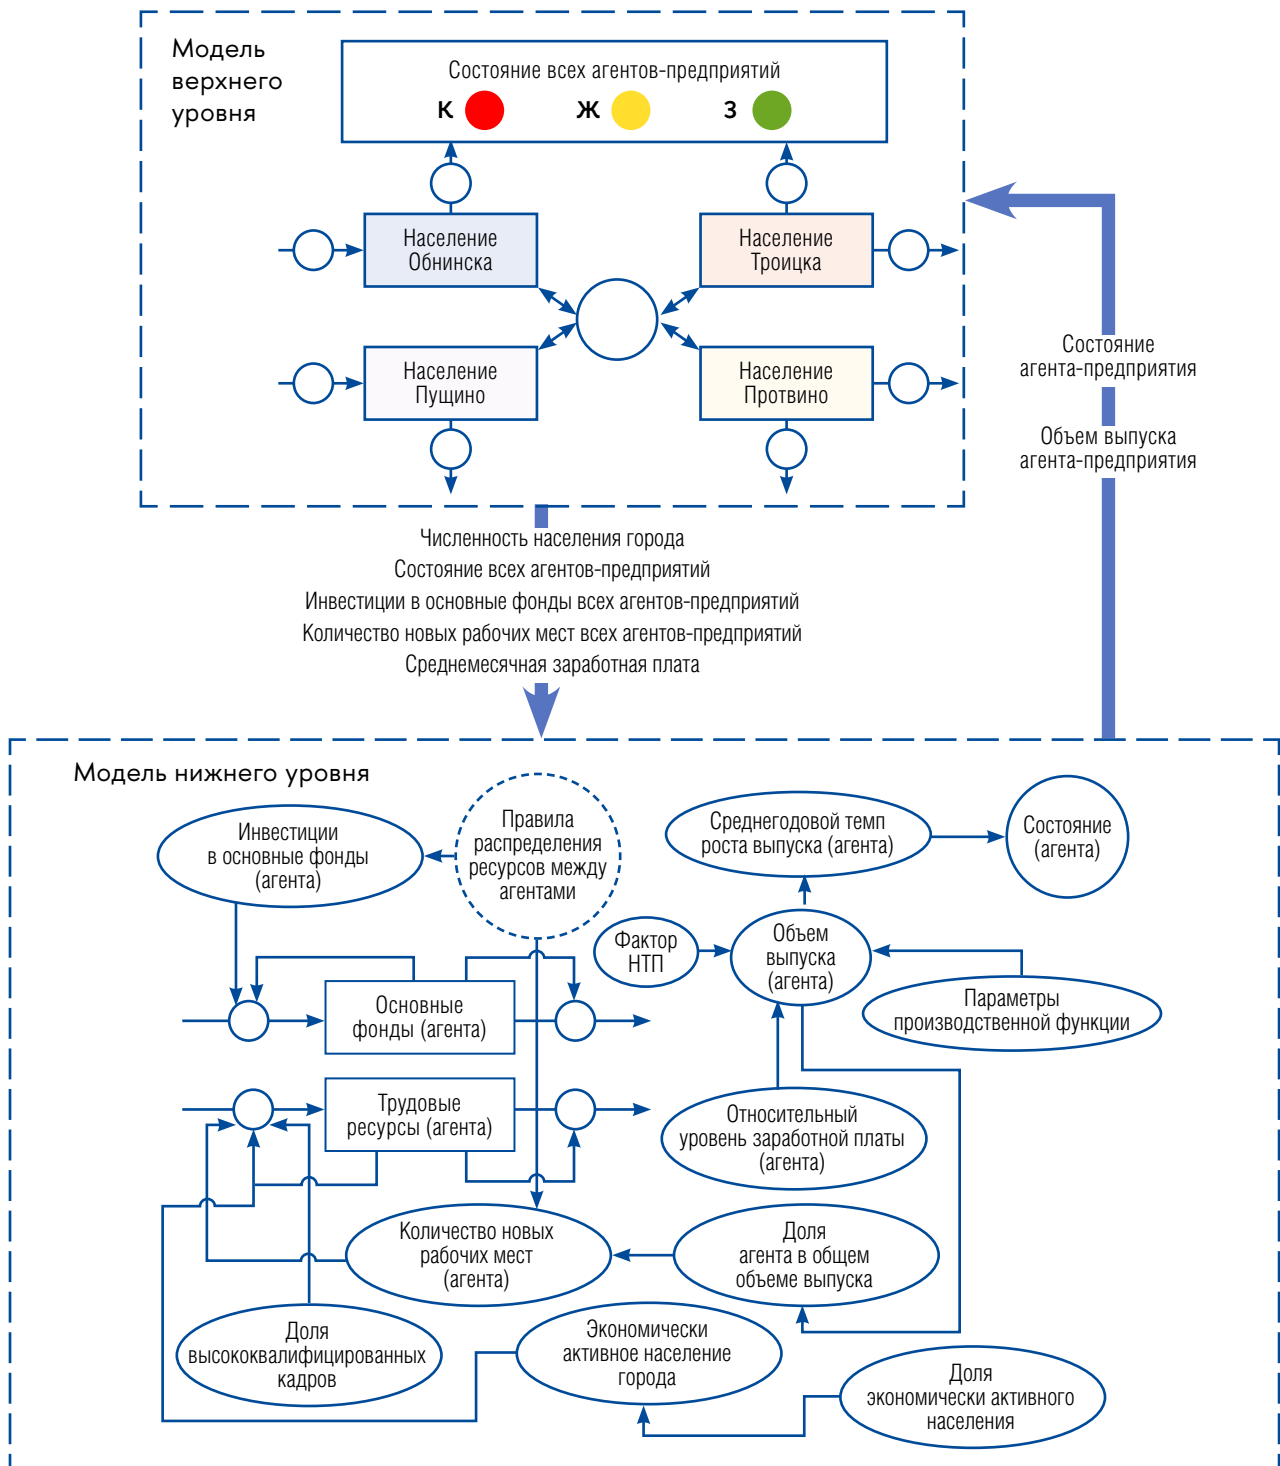 Модель
верхнего
уровня
Состояние всех агентов-предприятий
К
Ж
З
Население
Обнинска
Население
Троицка
Население
Пущино
Население
Протвино
Состояние
агента-предприятия
Объем выпуска
агента-предприятия
Численность населения города
Состояние всех агентов-предприятий
Инвестиции в основные фонды всех агентов-предприятий
Количество новых рабочих мест всех агентов-предприятий
Среднемесячная заработная плата
Модель нижнего уровня
Инвестиции
в основные фонды
(агента)
Правила
распределения
ресурсов между
агентами
Среднегодовой темп
роста выпуска (агента)
Состояние
(агента)
Фактор
НТП
Объем
выпуска
(агента)
Параметры
производственной функции
Основные
фонды (агента)
Трудовые
ресурсы (агента)
Относительный
уровень заработной платы
(агента)
Количество новых
рабочих мест
(агента)
Доля
агента в общем
объеме выпуска
Доля
высококвалифицированных
кадров
Экономически
активное население
города
Доля
экономически активного
населения